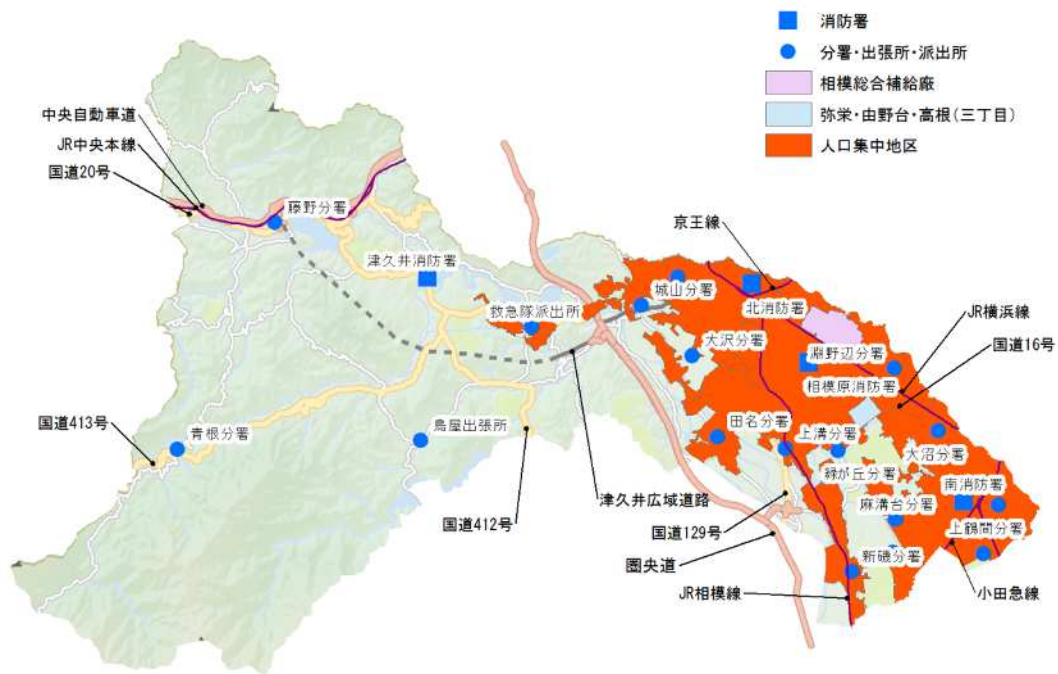 消防署
分署・出張所・派出所
相模総合補給廠
弥栄・由野台・高根(三丁目)
人口集中地区
中央自動車道
JR中央本線
国道20号
藤野分署
津久井消防署
救急隊派出所
城山分署
京王線
北消防署
大沢分署
JR横浜線
国道16号
淵野辺分署
相模原消防署
国道413号
青根分署
鳥屋出張所
田名分署
上溝分署
大沼分署
緑が丘分署
南消防署
麻溝台分署
津久井広域道路
国道412号
国道129号
上鶴間分署
圏央道
新磯分署
JR相模線
小田急線